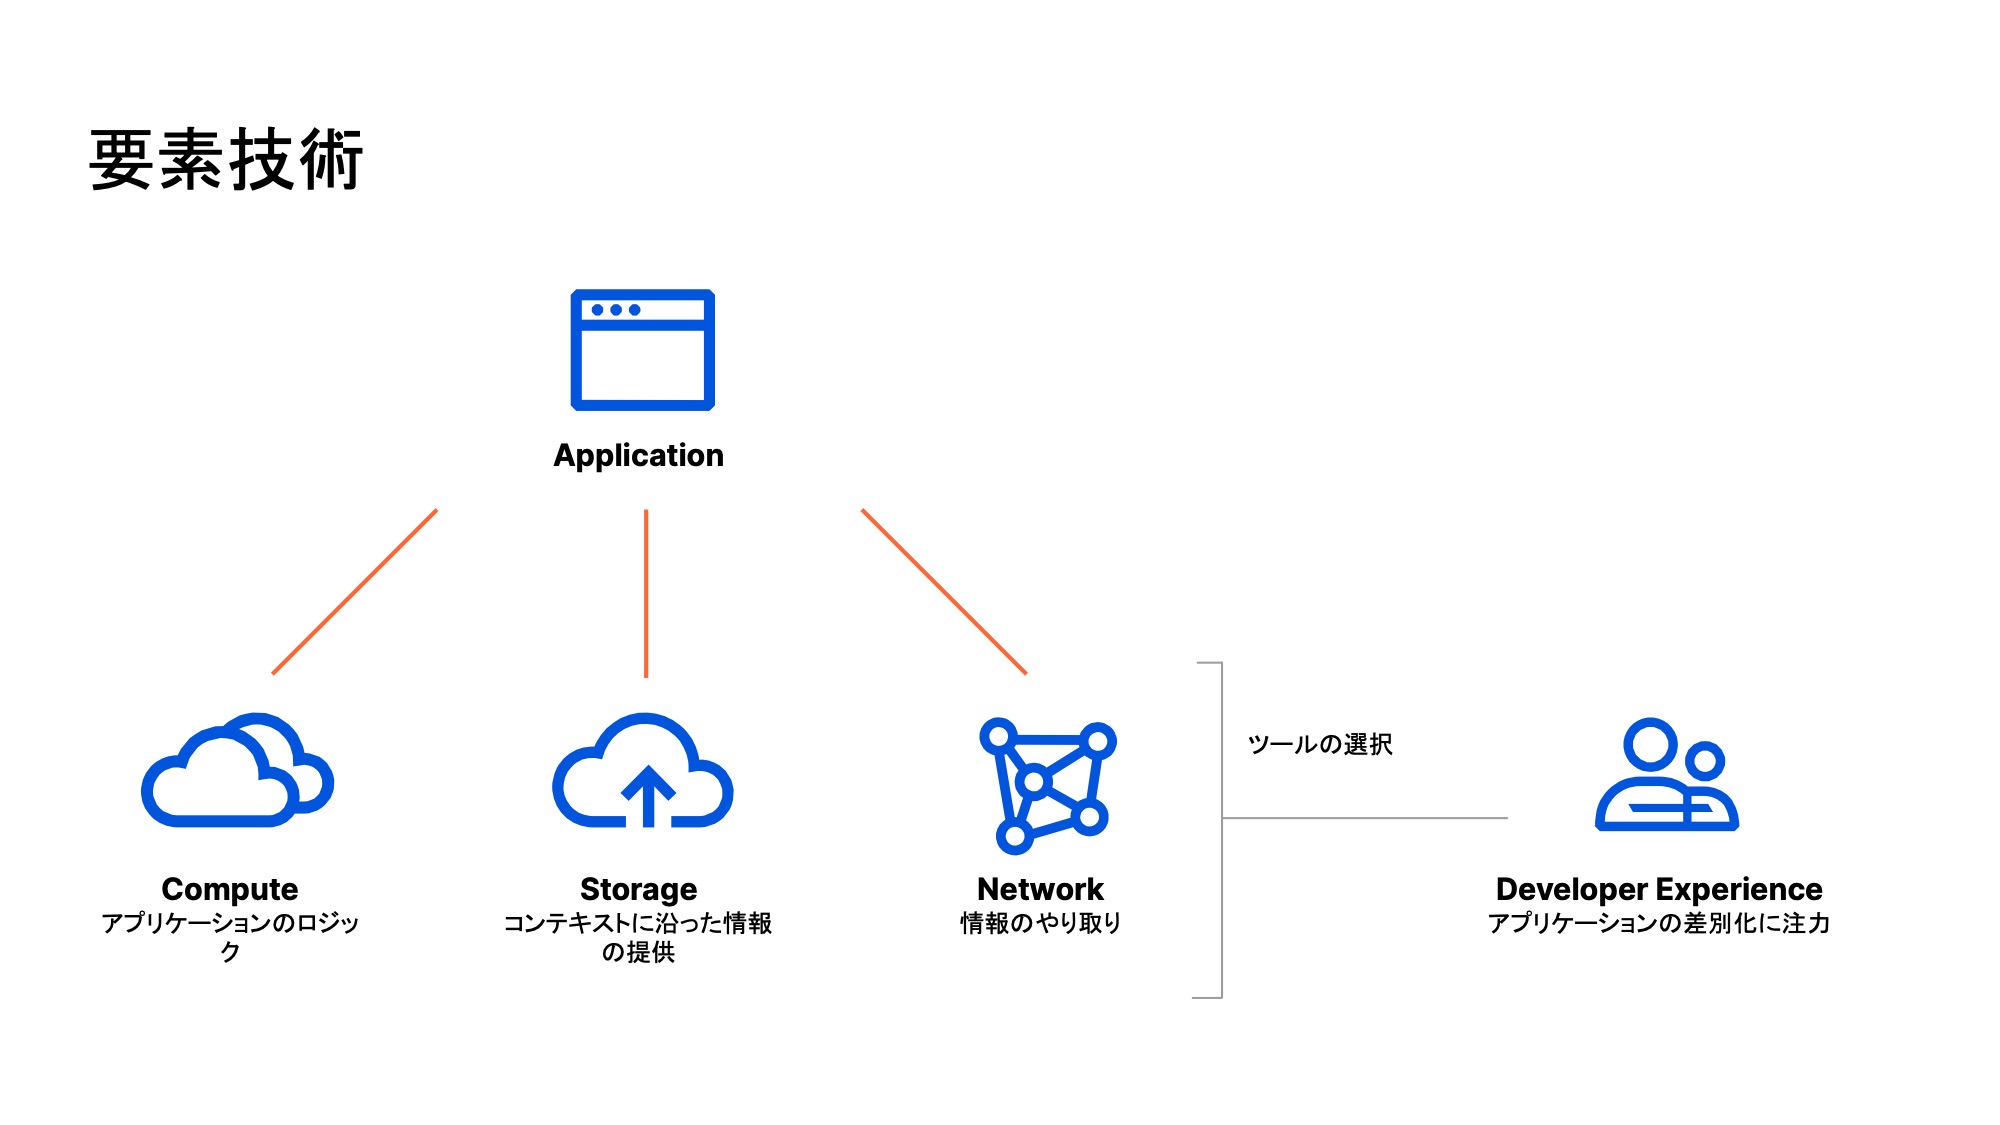 要素技術
Application
ツールの選択
Compute
アプリケーションのロジッ
ク
Storage
コンテキストに沿った情報
の提供
Network
情報のやり取り
Developer Experience
アプリケーションの差別化に注力